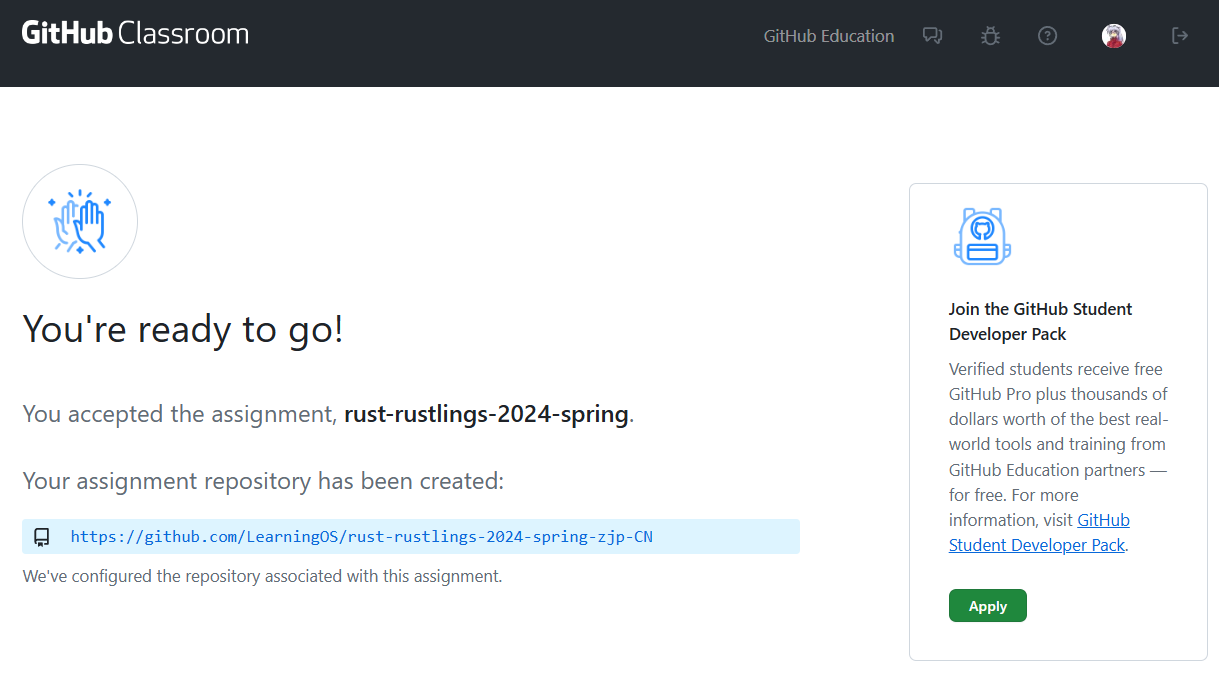 GitHub Classroom
GitHub Education
You're ready to go!
You accepted the assignment, rust-rustlings-2024-spring.
Your assignment repository has been created:
https://github.com/LearningOS/rust-rustlings-2024-spring-zjp-CN
We've configured the repository associated with this assignment.
Join the GitHub Student
Developer Pack
Verified students receive free
GitHub Pro plus thousands of
dollars worth of the best real-
world tools and training from
GitHub Education partners —
for free. For more
information, visit GitHub
Student Developer Pack.
Apply